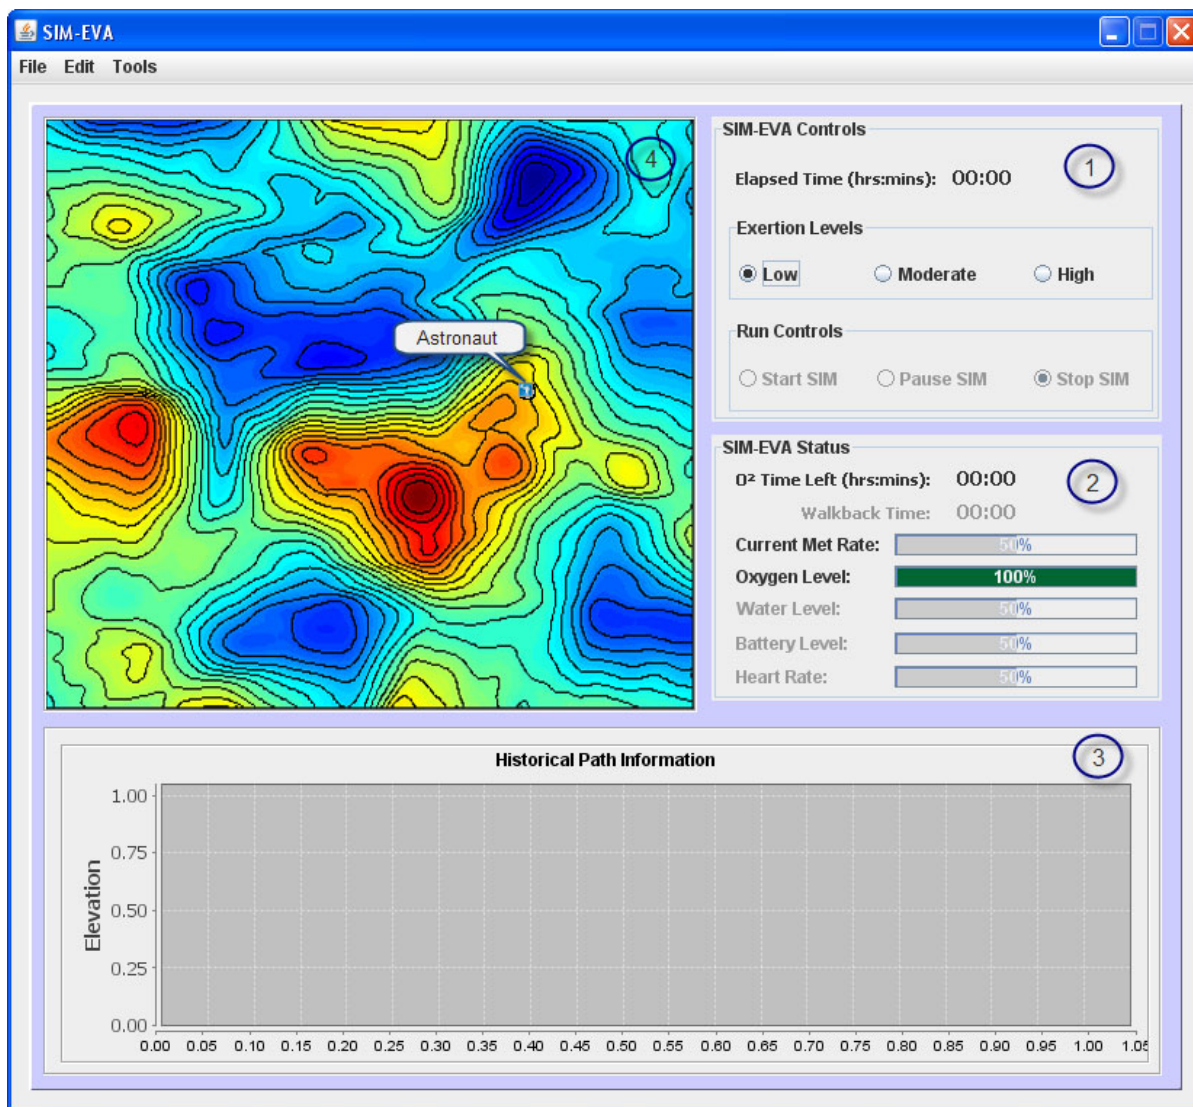 SIM-EVA
File Edit Tools
4
Astronaut
SIM-EVA Controls
1
Elapsed Time (hrs:mins): 00:00
Exertion Levels
Low Moderate High
Run Controls
Start SIM Pause SIM Stop SIM
SIM-EVA Status
2
O² Time Left (hrs:mins): 00:00
Walkback Time: 00:00
Current Met Rate: 50%
Oxygen Level: 100%
Water Level: 50%
Battery Level: 50%
Heart Rate: 50%
Historical Path Information
3
Elevation
1.00
0.75
0.50
0.25
0.00
0.00 0.05 0.10 0.15 0.20 0.25 0.30 0.35 0.40 0.45 0.50 0.55 0.60 0.65 0.70 0.75 0.80 0.85 0.90 0.95 1.00 1.05